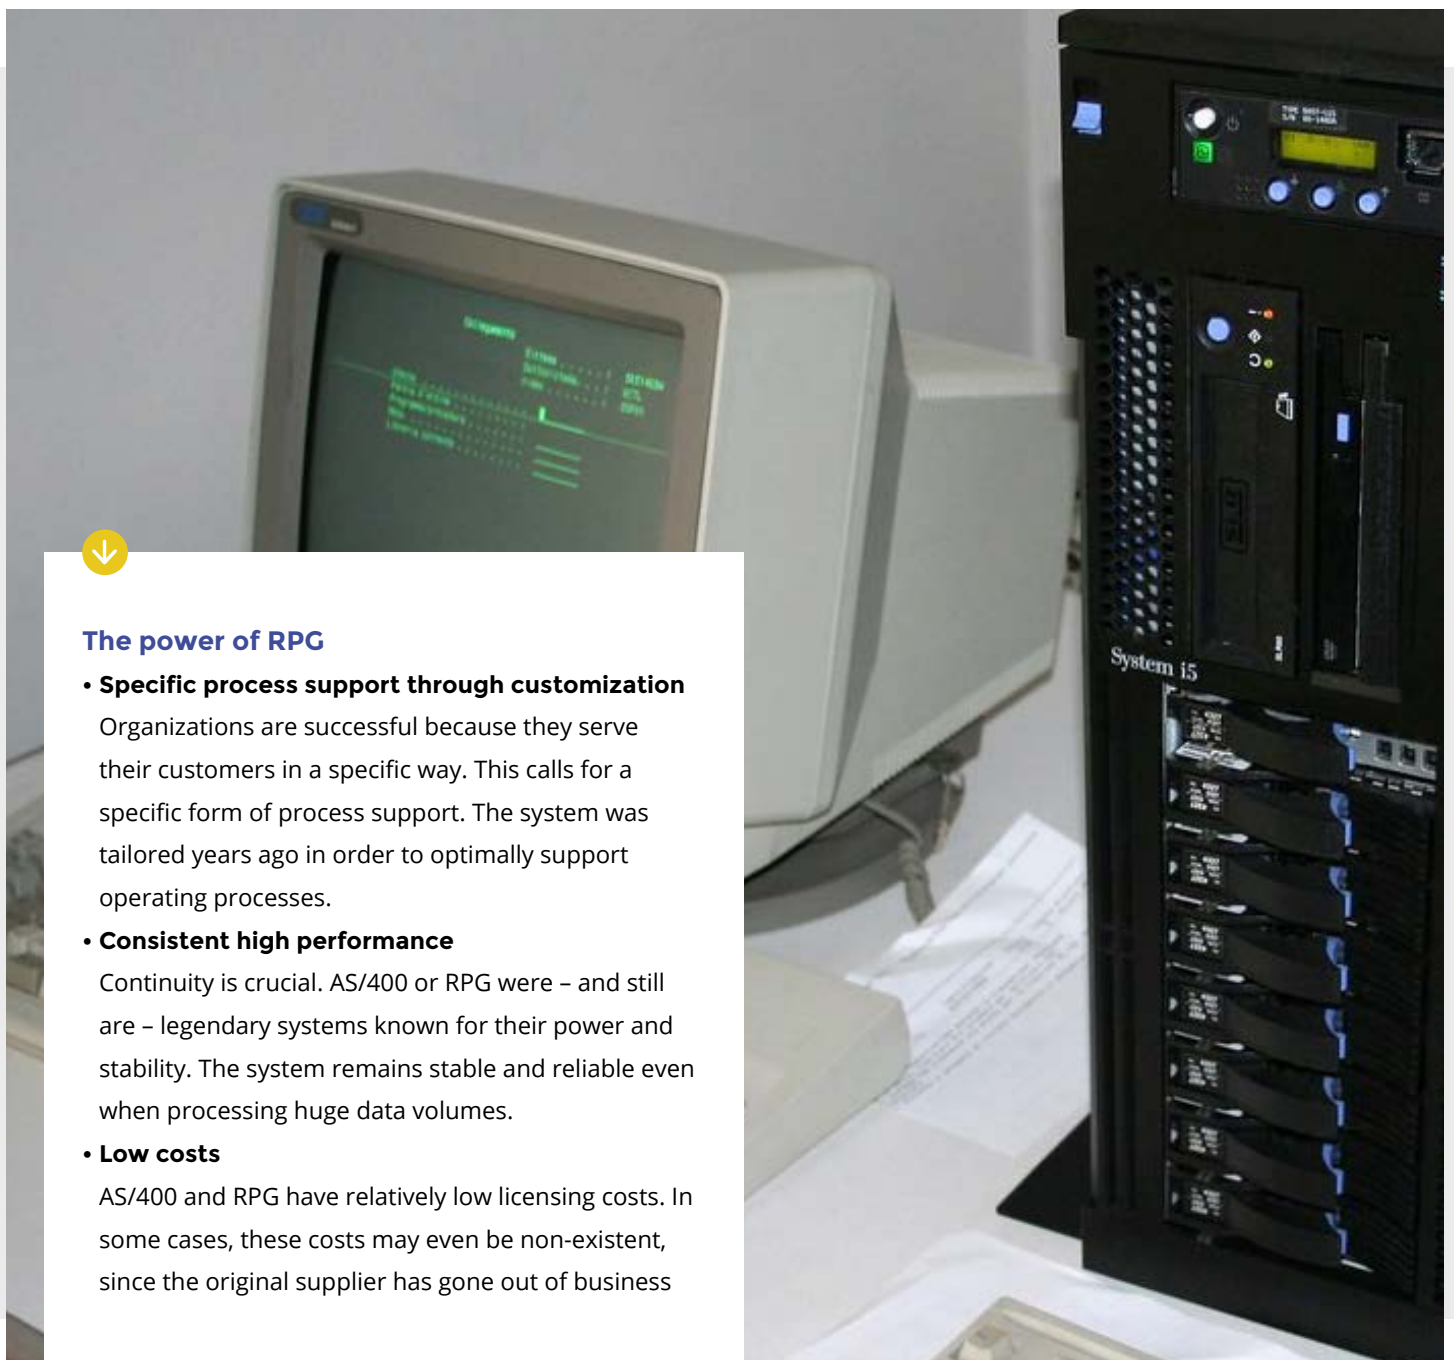 TYPE 9407-515
System i5
The power of RPG
• Specific process support through customization
Organizations are successful because they serve
their customers in a specific way. This calls for a
specific form of process support. The system was
tailored years ago in order to optimally support
operating processes.
• Consistent high performance
Continuity is crucial. AS/400 or RPG were – and still
are – legendary systems known for their power and
stability. The system remains stable and reliable even
when processing huge data volumes.
• Low costs
AS/400 and RPG have relatively low licensing costs. In
some cases, these costs may even be non-existent,
since the original supplier has gone out of business